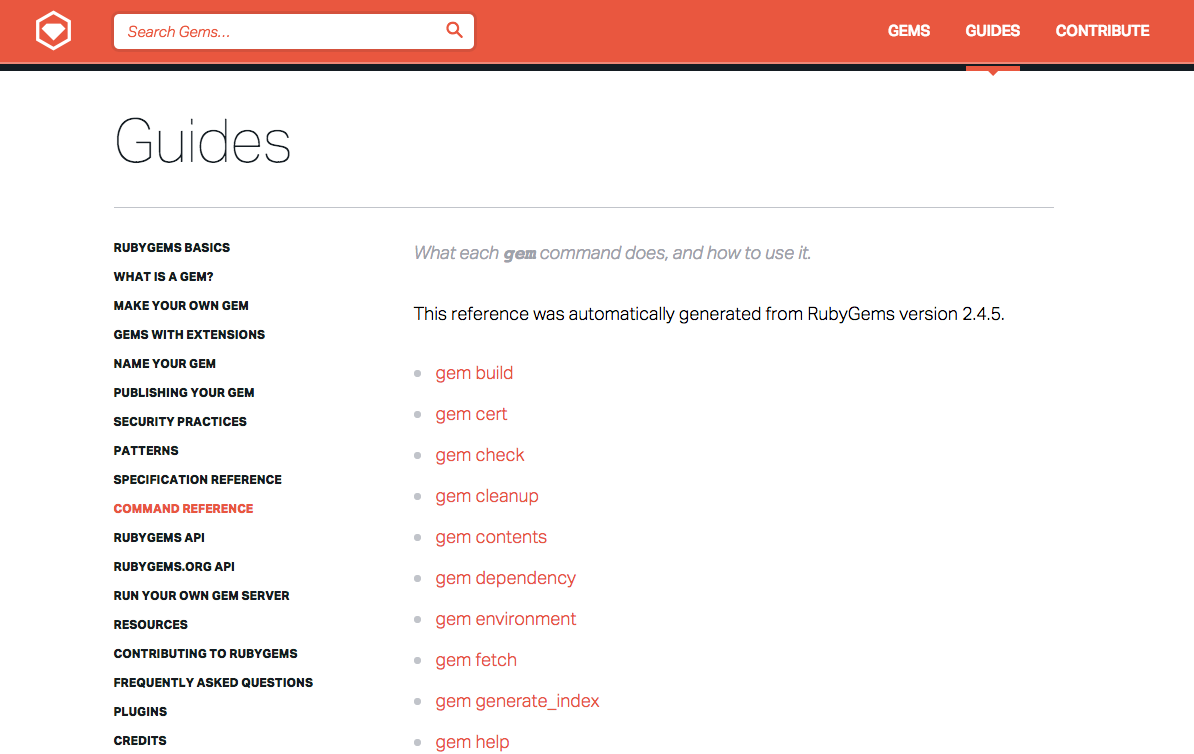 Search Gems...
GEMS GUIDES CONTRIBUTE
Guides
RUBYGEMS BASICS
WHAT IS A GEM?
MAKE YOUR OWN GEM
GEMS WITH EXTENSIONS
NAME YOUR GEM
PUBLISHING YOUR GEM
SECURITY PRACTICES
PATTERNS
SPECIFICATION REFERENCE
COMMAND REFERENCE
RUBYGEMS API
RUBYGEMS.ORG API
RUN YOUR OWN GEM SERVER
RESOURCES
CONTRIBUTING TO RUBYGEMS
FREQUENTLY ASKED QUESTIONS
PLUGINS
CREDITS
What each gem command does, and how to use it.
This reference was automatically generated from RubyGems version 2.4.5.
gem build
gem cert
gem check
gem cleanup
gem contents
gem dependency
gem environment
gem fetch
gem generate_index
gem help